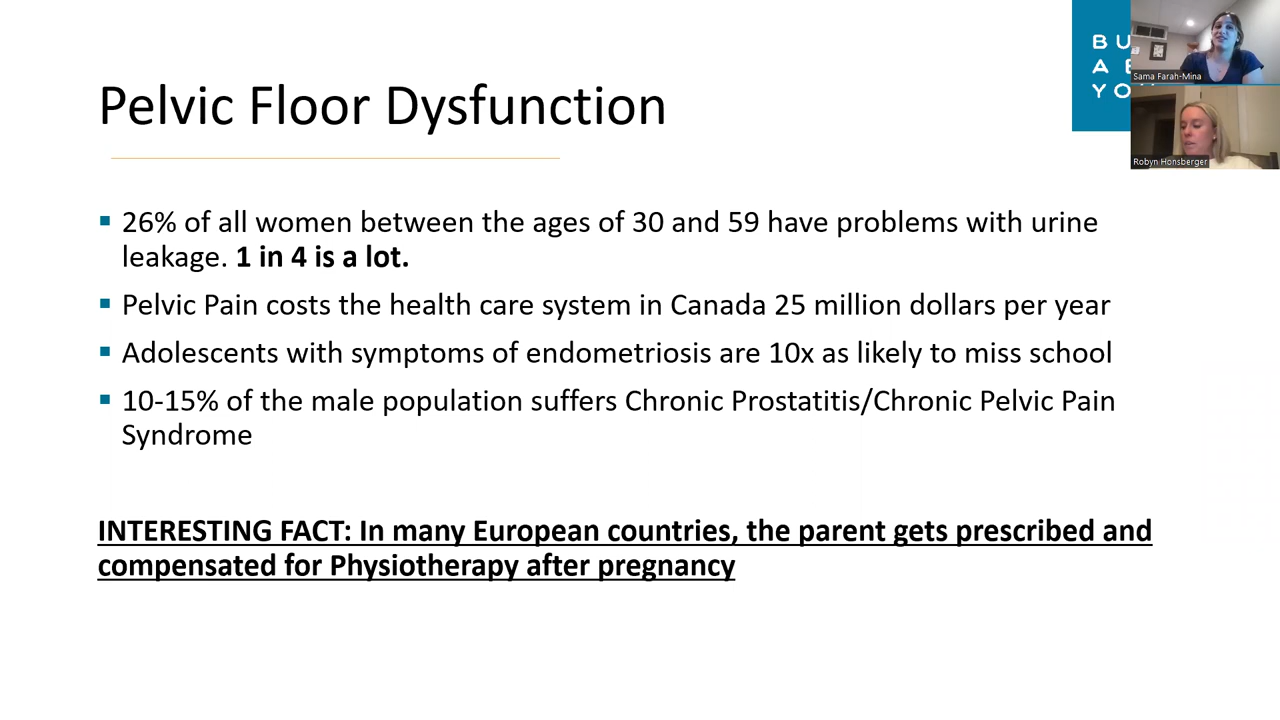 Pelvic Floor Dysfunction
26% of all women between the ages of 30 and 59 have problems with urine
leakage. 1 in 4 is a lot.
Pelvic Pain costs the health care system in Canada 25 million dollars per year
Adolescents with symptoms of endometriosis are 10x as likely to miss school
10-15% of the male population suffers Chronic Prostatitis/Chronic Pelvic Pain
Syndrome
INTERESTING FACT: In many European countries, the parent gets prescribed and
compensated for Physiotherapy after pregnancy
Sama Farah-Mina
Robyn Honsberger